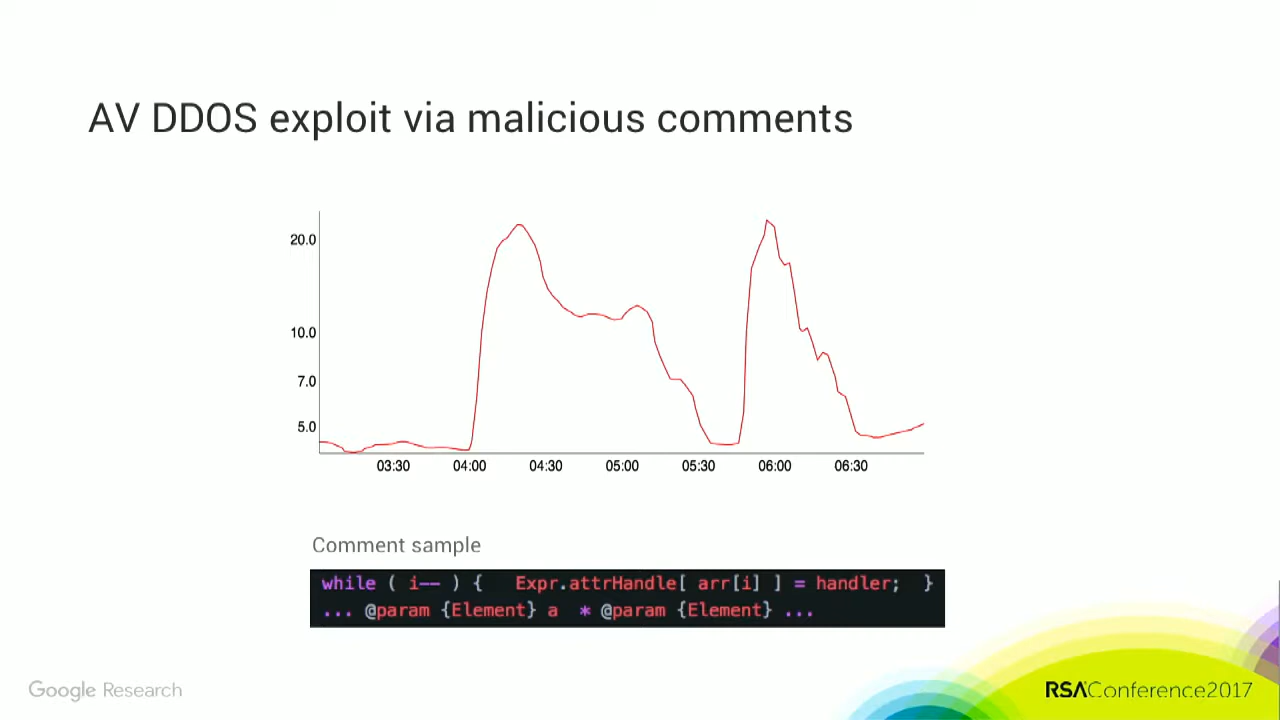 AV DDOS exploit via malicious comments
20.0
10.0
7.0
5.0
03:30 04:00 04:30 05:00 05:30 06:00 06:30
Comment sample
while ( i-- ) { Expr.attrHandle[ arr[i] ] = handler; }
... @param {Element} a * @param {Element} ...
Google Research
RSAConference2017